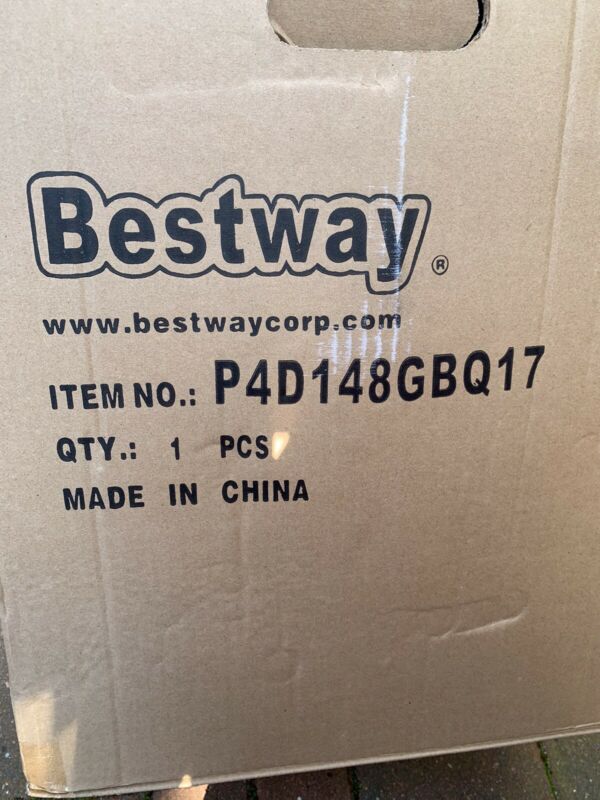 Bestway®
www.bestwaycorp.com
ITEM NO.: P4D148GBQ17
QTY.: 1 PCS
MADE IN CHINA